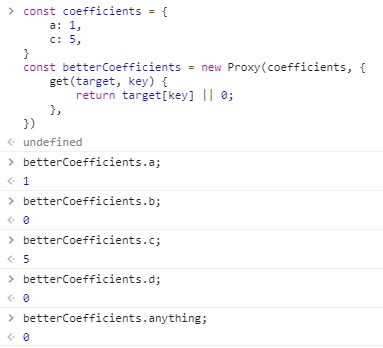 > const coefficients = {
    a: 1,
    c: 5,
}
const betterCoefficients = new Proxy(coefficients, {
    get(target, key) {
        return target[key] || 0;
    },
})
<· undefined
> betterCoefficients.a;
<· 1
> betterCoefficients.b;
<· 0
> betterCoefficients.c;
<· 5
> betterCoefficients.d;
<· 0
> betterCoefficients.anything;
<· 0